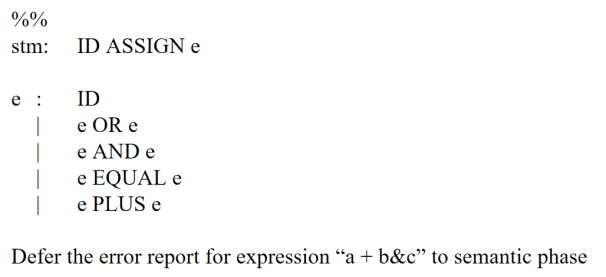 %%
stm: ID ASSIGN e
e : ID
| e OR e
| e AND e
| e EQUAL e
| e PLUS e
Defer the error report for expression “a + b&c” to semantic phase